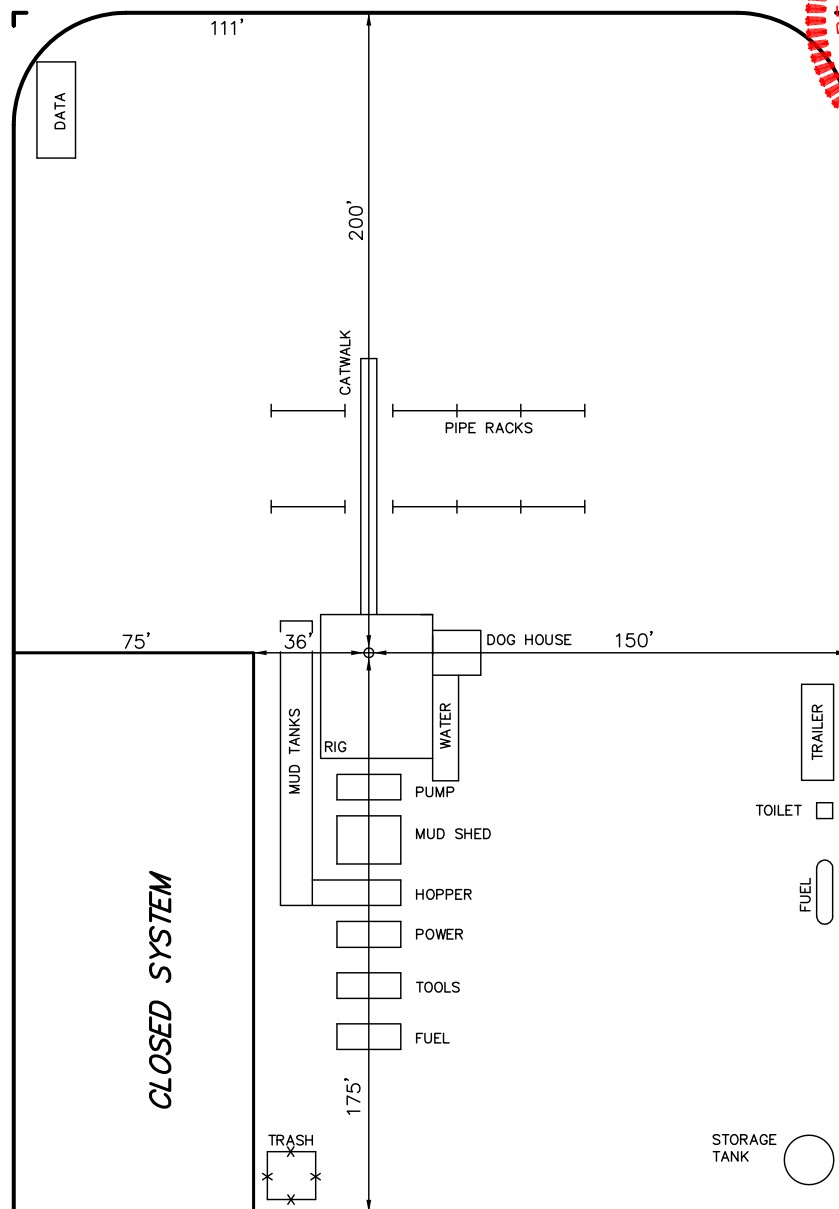 111'
DATA
200'
CATWALK
PIPE RACKS
75'
36'
DOG HOUSE
150'
MUD TANKS
RIG
WATER
TRAILER
PUMP
TOILET
MUD SHED
FUEL
HOPPER
CLOSED SYSTEM
POWER
TOOLS
FUEL
175'
TRASH
STORAGE
TANK